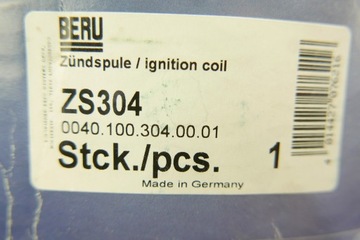 BERU
Zündspule / ignition coil
ZS304
0040.100.304.00.01
Stck./pcs. 1
Made in Germany